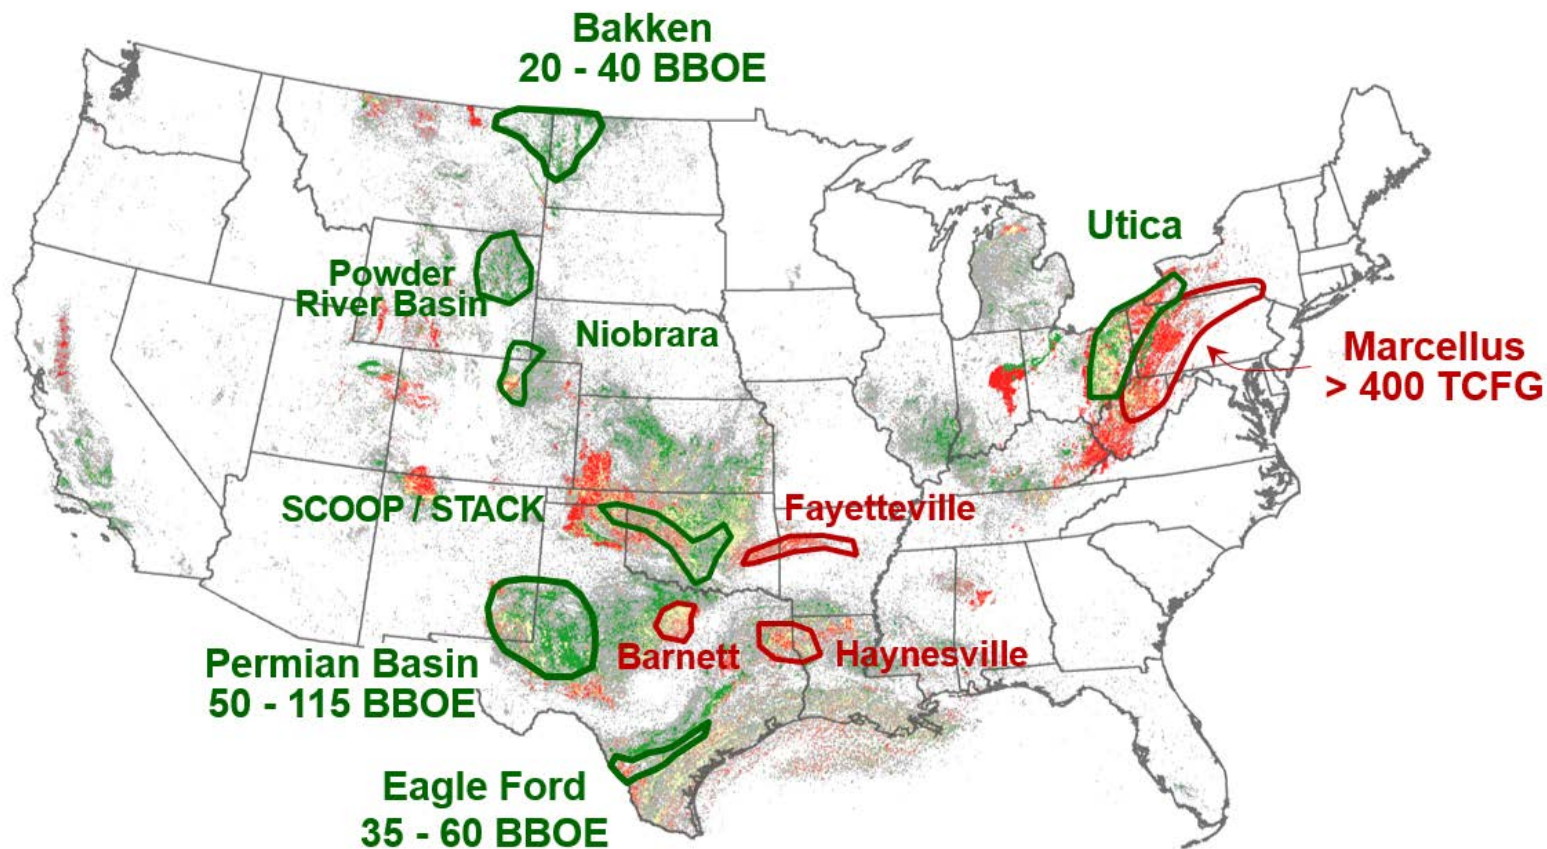 Bakken
20 - 40 BBOE
Utica
Powder
River Basin
Niobrara
Marcellus
> 400 TCFG
SCOOP / STACK
Fayetteville
Barnett
Haynesville
Permian Basin
50 - 115 BBOE
Eagle Ford
35 - 60 BBOE